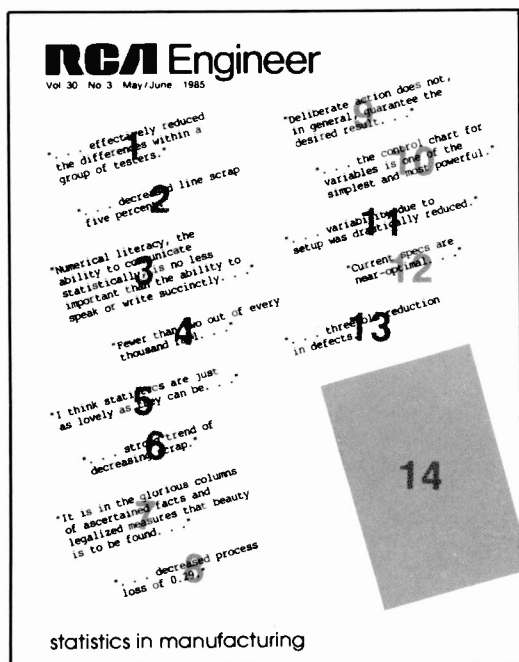 RCA Engineer
Vol 30 No 3 May/June 1985
". . . effectively reduced
the differences within a
group of testers."
1
". . . decreased line scrap
five percent."
2
"Numerical literacy, the
ability to communicate
statistically, is no less
important than the ability to
speak or write succinctly. . ."
3
"Fewer than two out of every
thousand fail. . ."
4
"I think statistics are just
as lovely as they can be. . ."
5
". . . strong trend of
decreasing scrap."
6
"It is in the glorious columns
of ascertained facts and
legalized measures that beauty
is to be found. . ."
7
". . . decreased process
loss of 0.29."
8
"Deliberate action does not,
in general, guarantee the
desired result. . ."
9
". . . the control chart for
variables is one of the
simplest and most powerful."
10
". . . variability due to
setup was drastically reduced."
11
"Current specs are
near-optimal. . ."
12
". . . threefold reduction
in defects."
13
14
statistics in manufacturing